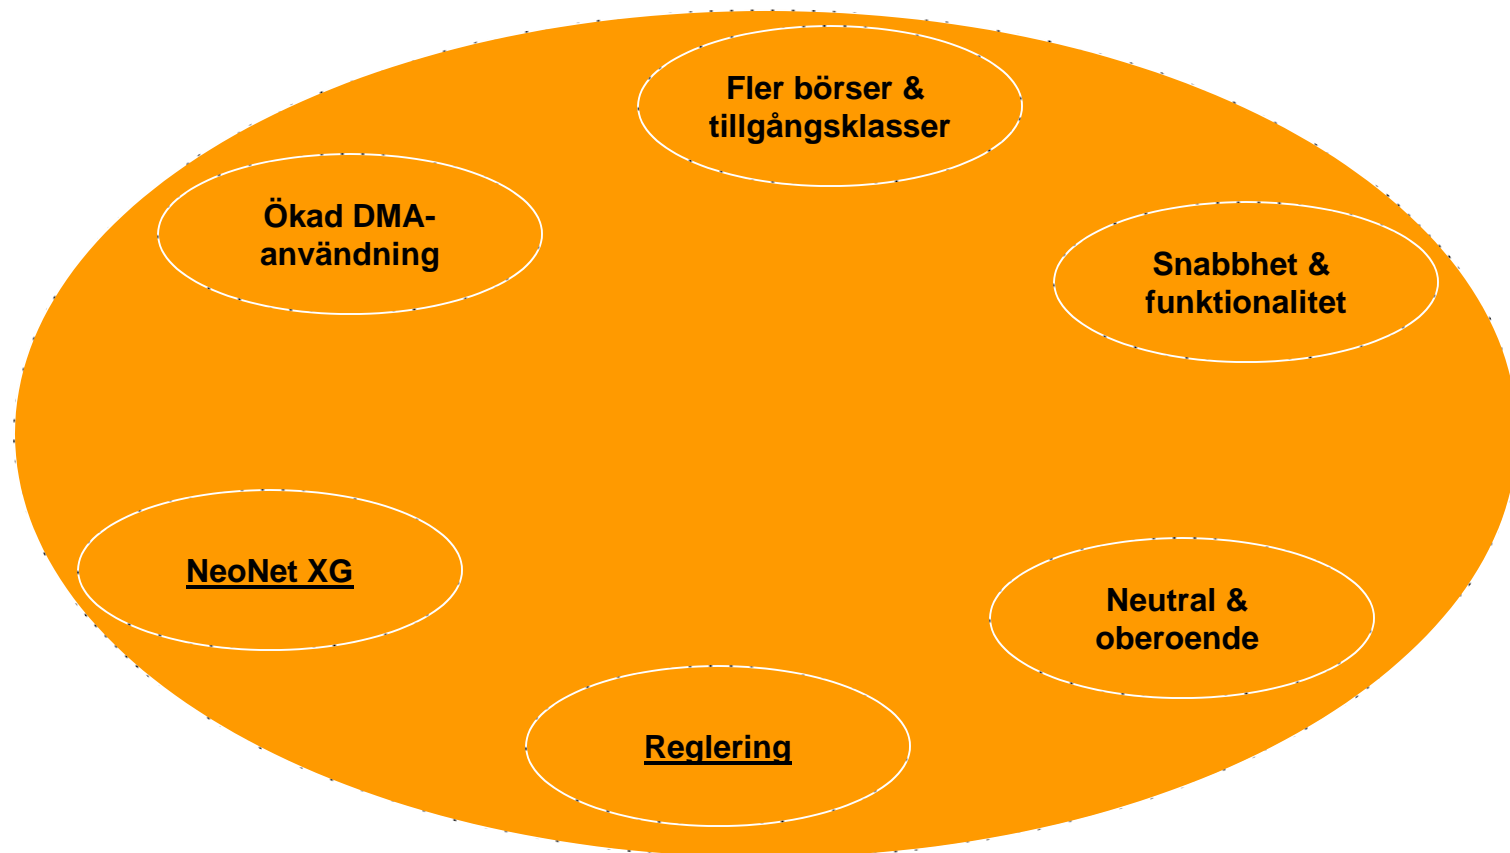 Fler börser &
tillgångsklasser
Ökad DMA-
användning
Snabbhet &
funktionalitet
NeoNet XG
Neutral &
oberoende
Reglering